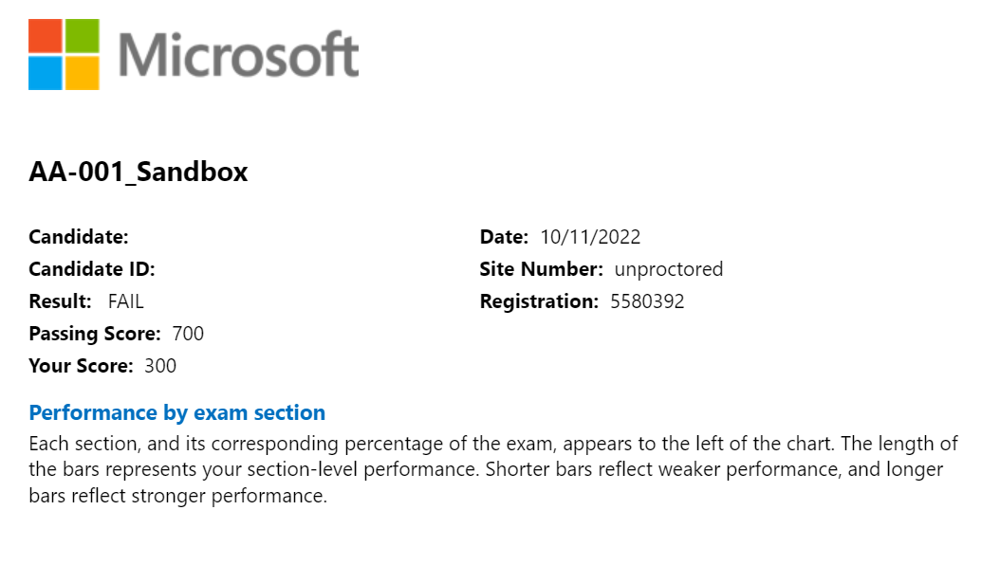 Microsoft
AA-001_Sandbox
Candidate:
Candidate ID:
Result: FAIL
Passing Score: 700
Your Score: 300
Date: 10/11/2022
Site Number: unproctored
Registration: 5580392
Performance by exam section
Each section, and its corresponding percentage of the exam, appears to the left of the chart. The length of
the bars represents your section-level performance. Shorter bars reflect weaker performance, and longer
bars reflect stronger performance.